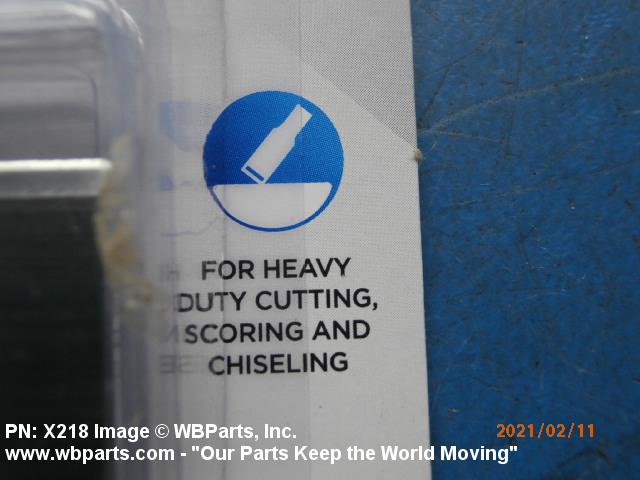 FOR HEAVY
DUTY CUTTING,
SCORING AND
CHISELING
PN: X218 Image © WBParts, Inc.
2021/02/11
www.wbparts.com - "Our Parts Keep the World Moving"